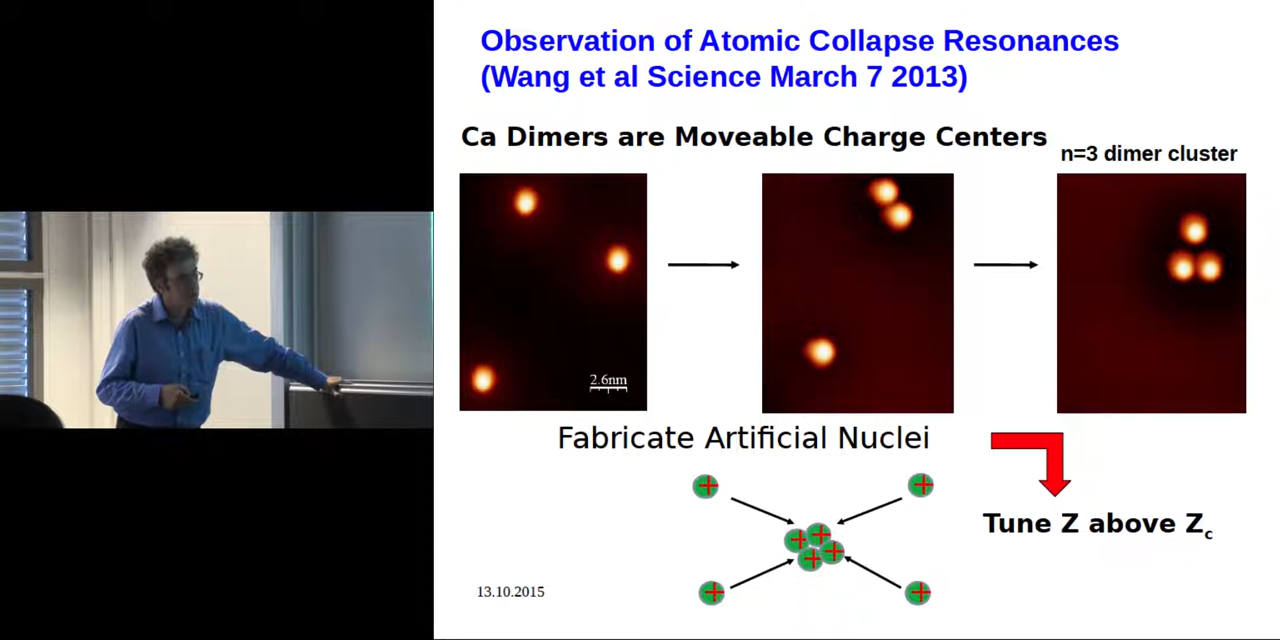 Observation of Atomic Collapse Resonances
(Wang et al Science March 7 2013)
Ca Dimers are Moveable Charge Centers
n=3 dimer cluster
2.6nm
Fabricate Artificial Nuclei
Tune Z above Zc
13.10.2015